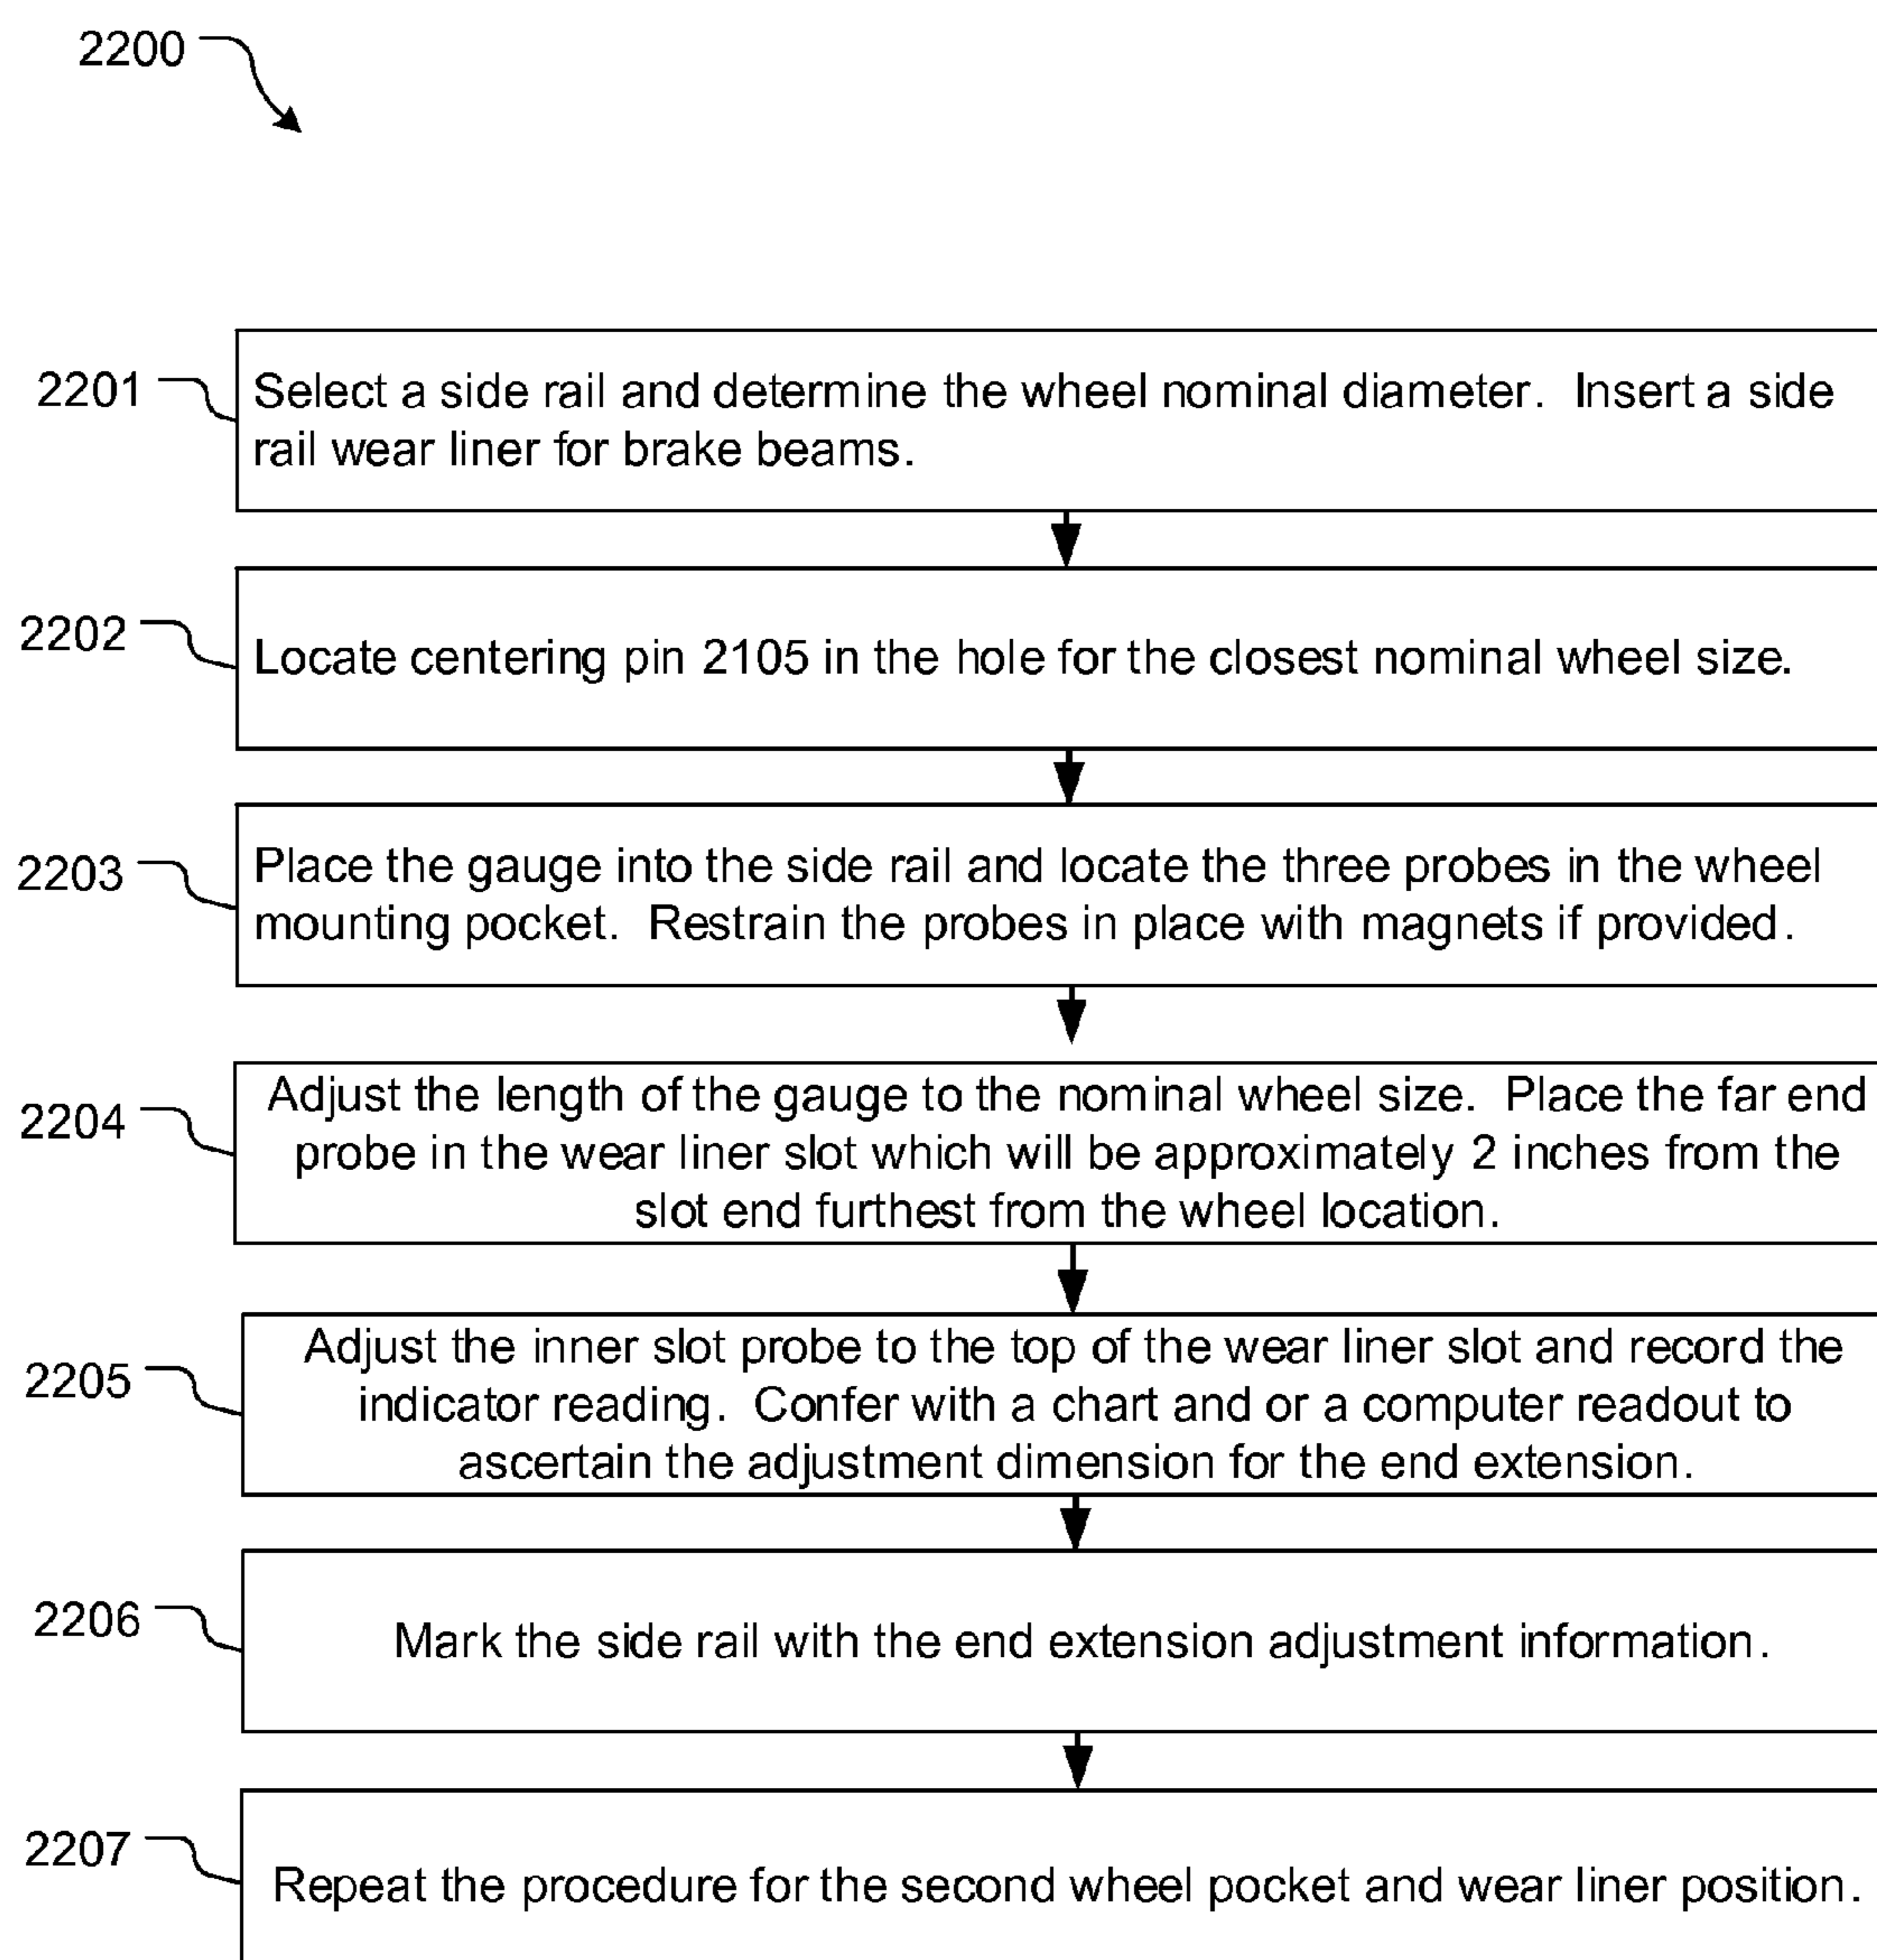 2200
2201
Select a side rail and determine the wheel nominal diameter. Insert a side
rail wear liner for brake beams.
2202
Locate centering pin 2105 in the hole for the closest nominal wheel size.
2203
Place the gauge into the side rail and locate the three probes in the wheel
mounting pocket. Restrain the probes in place with magnets if provided.
2204
Adjust the length of the gauge to the nominal wheel size. Place the far end
probe in the wear liner slot which will be approximately 2 inches from the
slot end furthest from the wheel location.
2205
Adjust the inner slot probe to the top of the wear liner slot and record the
indicator reading. Confer with a chart and or a computer readout to
ascertain the adjustment dimension for the end extension.
2206
Mark the side rail with the end extension adjustment information.
2207
Repeat the procedure for the second wheel pocket and wear liner position.